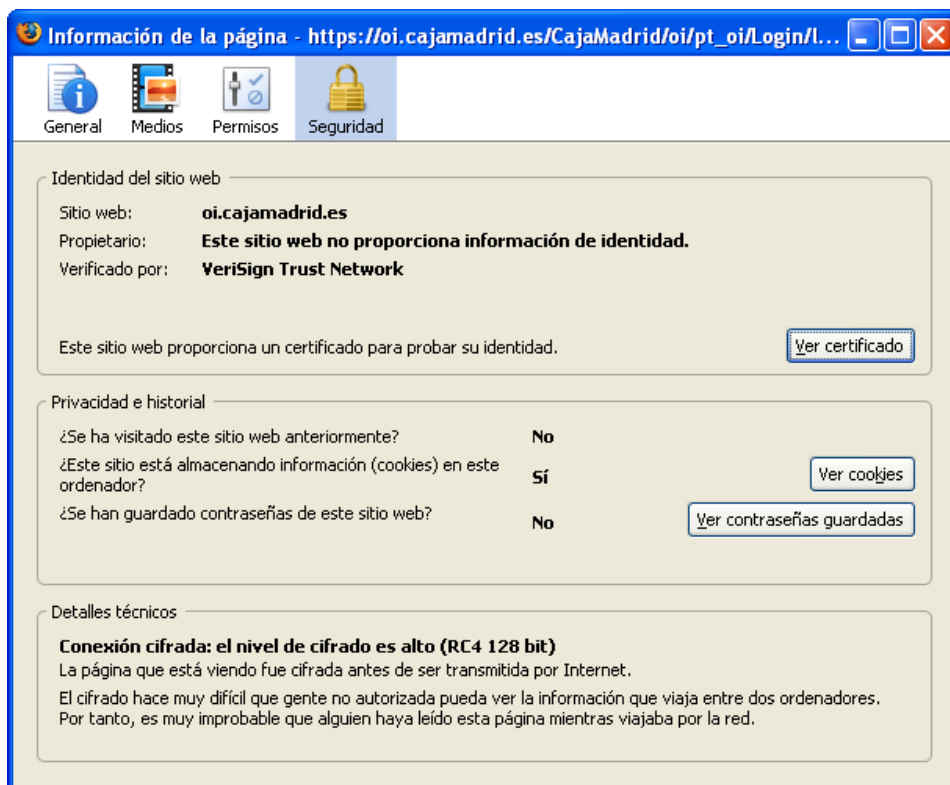 Información de la página - https://oi.cajamadrid.es/CajaMadrid/oi/pt_oi/Login/l...
General Medios Permisos Seguridad
Identidad del sitio web
Sitio web: oi.cajamadrid.es
Propietario: Este sitio web no proporciona información de identidad.
Verificado por: VeriSign Trust Network
Este sitio web proporciona un certificado para probar su identidad. Ver certificado
Privacidad e historial
¿Se ha visitado este sitio web anteriormente? No
¿Este sitio está almacenando información (cookies) en este
ordenador? Sí Ver cookies
¿Se han guardado contraseñas de este sitio web? No Ver contraseñas guardadas
Detalles técnicos
Conexión cifrada: el nivel de cifrado es alto (RC4 128 bit)
La página que está viendo fue cifrada antes de ser transmitida por Internet.
El cifrado hace muy difícil que gente no autorizada pueda ver la información que viaja entre dos ordenadores.
Por tanto, es muy improbable que alguien haya leído esta página mientras viajaba por la red.